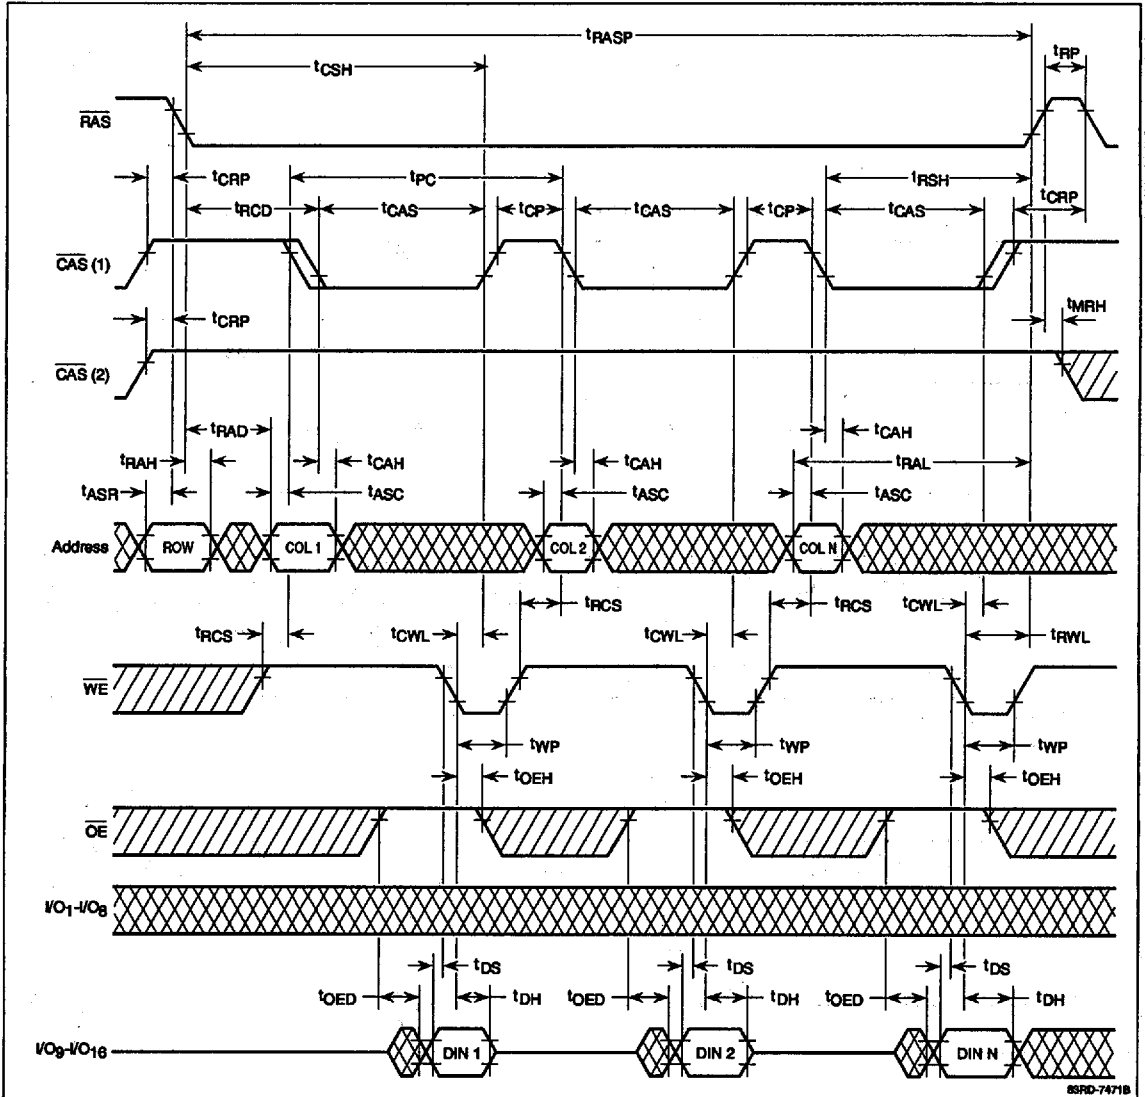 tRASP
tCSH
tRP
RAS
tCRP
tPC
tRSH
tRCD
tCAS
tCP
tCAS
tCP
tCAS
tCRP
CAS (1)
tCRP
tMRH
CAS (2)
tRAD
tCAH
tRAH
tCAH
tCAH
tRAL
tASR
tASC
tASC
tASC
Address
ROW
COL 1
COL 2
COL N
tRCS
tRCS
tCWL
tRCS
tCWL
tCWL
tRWL
WE
tWP
tWP
tWP
tOEH
tOEH
tOEH
OE
I/O1-I/O8
tDS
tDS
tDS
tOED
tDH
tOED
tDH
tOED
tDH
I/O9-I/O16
DIN 1
DIN 2
DIN N
83RD-7471B